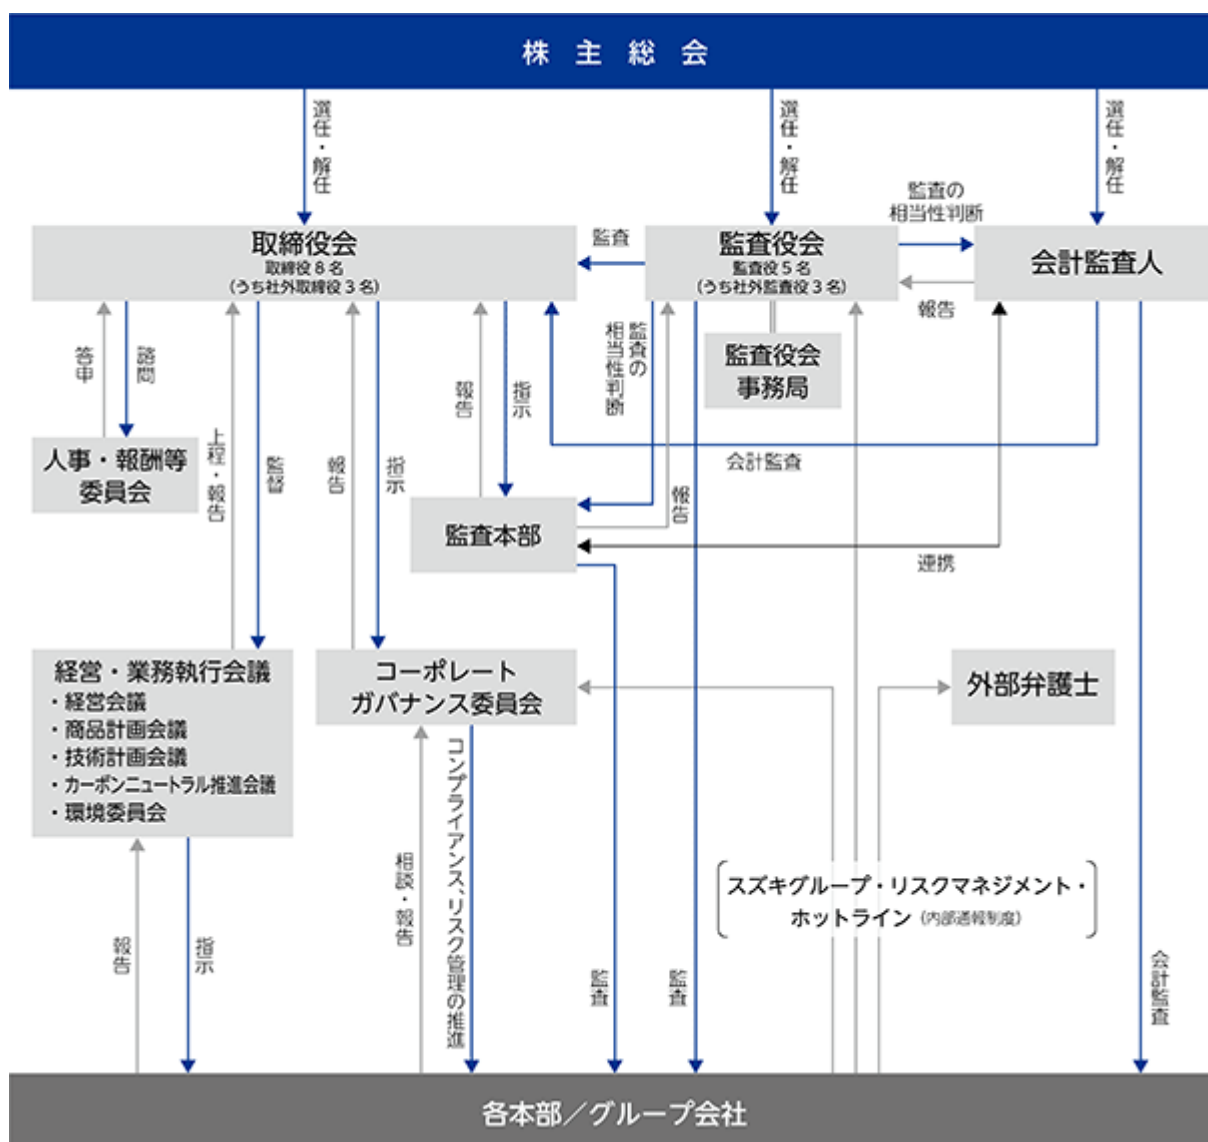 株主総会
選任・解任
選任・解任
選任・解任
取締役会
取締役8名
(うち社外取締役3名)
監査
監査役会
監査役5名
(うち社外監査役3名)
監査の
相当性判断
報告
会計監査人
監査役会
事務局
答申
諮問
上程・報告
監督
報告
指示
報告
指示
監査の
相当性判断
報告
会計監査
連携
人事・報酬等
委員会
監査本部
経営・業務執行会議
・経営会議
・商品計画会議
・技術計画会議
・カーボンニュートラル推進会議
・環境委員会
コーポレート
ガバナンス委員会
外部弁護士
報告
指示
相談・報告
コンプライアンス、リスク管理の推進
監査
監査
スズキグループ・リスクマネジメント・
ホットライン(内部通報制度)
会計監査
各本部/グループ会社